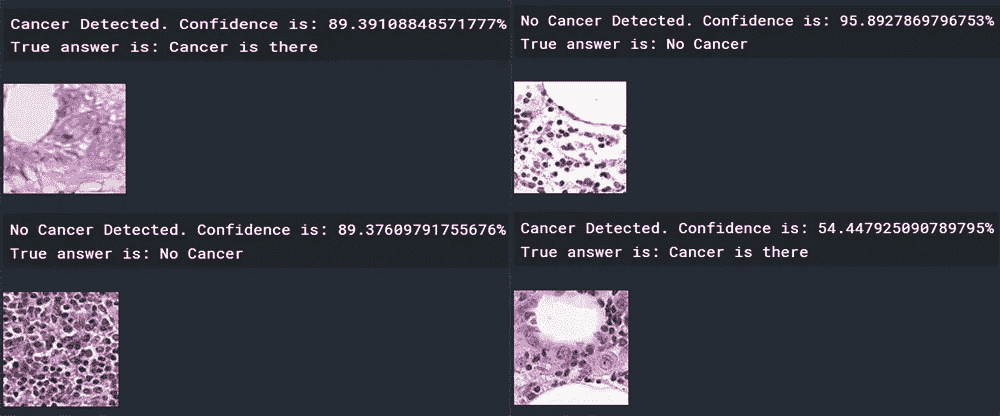 Cancer Detected. Confidence is: 89.39108848571777%
True answer is: Cancer is there
No Cancer Detected. Confidence is: 95.8927869796753%
True answer is: No Cancer
No Cancer Detected. Confidence is: 89.37609791755676%
True answer is: No Cancer
Cancer Detected. Confidence is: 54.447925090789795%
True answer is: Cancer is there